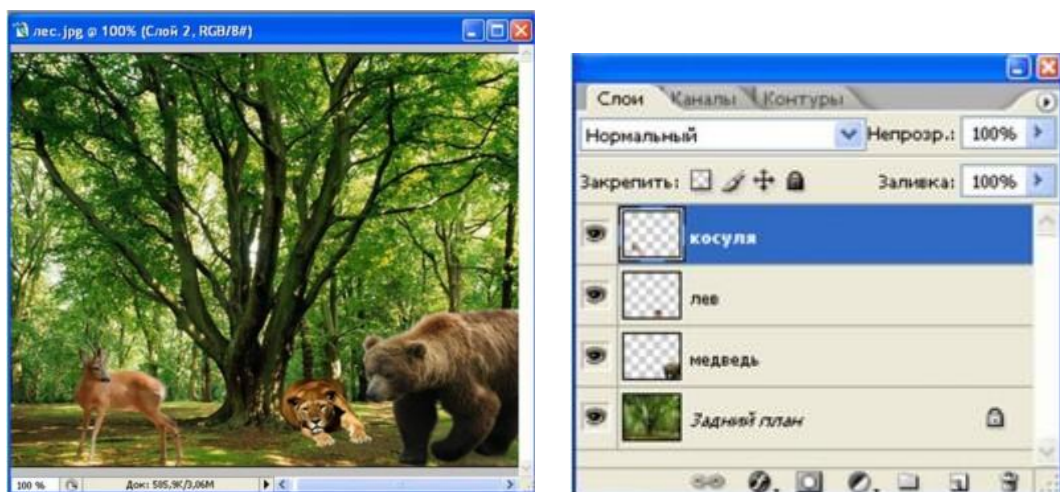 лес.jpg @ 100% (Слой 2, RGB/8#)
100 %
Док: 585,9K/3,06M
Слои Каналы Контуры
Нормальный Непрозр.: 100%
Закрепить: Заливка: 100%
косуля
лев
медведь
Задний план